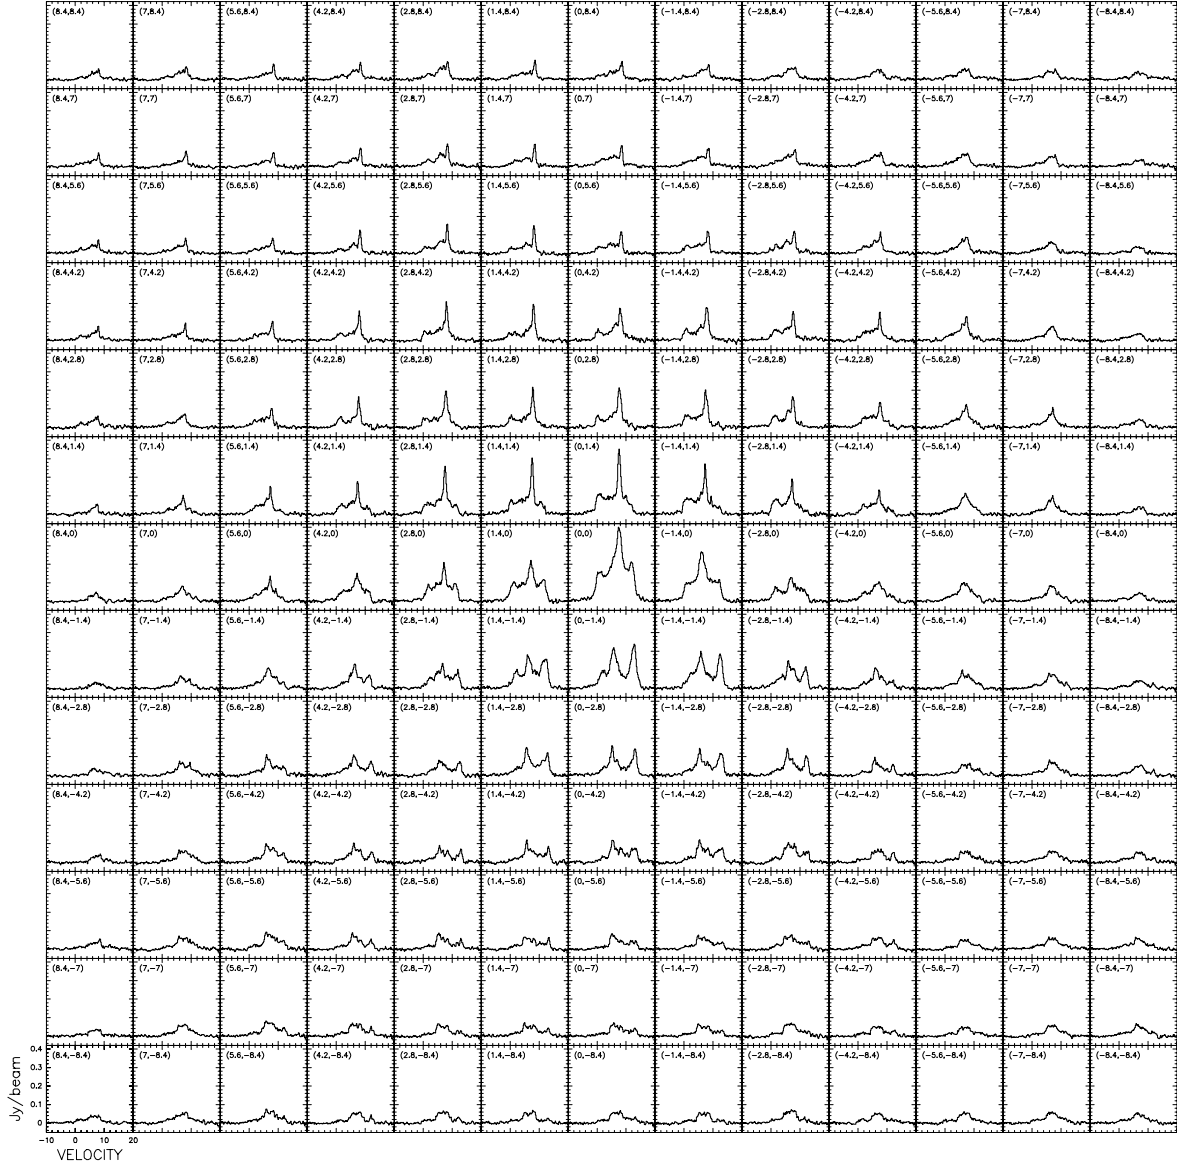 (8.4,8.4) (7,8.4) (5.6,8.4) (4.2,8.4) (2.8,8.4) (1.4,8.4) (0,8.4) (−1.4,8.4) (−2.8,8.4) (−4.2,8.4) (−5.6,8.4) (−7,8.4) (−8.4,8.4)
(8.4,7) (7,7) (5.6,7) (4.2,7) (2.8,7) (1.4,7) (0,7) (−1.4,7) (−2.8,7) (−4.2,7) (−5.6,7) (−7,7) (−8.4,7)
(8.4,5.6) (7,5.6) (5.6,5.6) (4.2,5.6) (2.8,5.6) (1.4,5.6) (0,5.6) (−1.4,5.6) (−2.8,5.6) (−4.2,5.6) (−5.6,5.6) (−7,5.6) (−8.4,5.6)
(8.4,4.2) (7,4.2) (5.6,4.2) (4.2,4.2) (2.8,4.2) (1.4,4.2) (0,4.2) (−1.4,4.2) (−2.8,4.2) (−4.2,4.2) (−5.6,4.2) (−7,4.2) (−8.4,4.2)
(8.4,2.8) (7,2.8) (5.6,2.8) (4.2,2.8) (2.8,2.8) (1.4,2.8) (0,2.8) (−1.4,2.8) (−2.8,2.8) (−4.2,2.8) (−5.6,2.8) (−7,2.8) (−8.4,2.8)
(8.4,1.4) (7,1.4) (5.6,1.4) (4.2,1.4) (2.8,1.4) (1.4,1.4) (0,1.4) (−1.4,1.4) (−2.8,1.4) (−4.2,1.4) (−5.6,1.4) (−7,1.4) (−8.4,1.4)
(8.4,0) (7,0) (5.6,0) (4.2,0) (2.8,0) (1.4,0) (0,0) (−1.4,0) (−2.8,0) (−4.2,0) (−5.6,0) (−7,0) (−8.4,0)
(8.4,−1.4) (7,−1.4) (5.6,−1.4) (4.2,−1.4) (2.8,−1.4) (1.4,−1.4) (0,−1.4) (−1.4,−1.4) (−2.8,−1.4) (−4.2,−1.4) (−5.6,−1.4) (−7,−1.4) (−8.4,−1.4)
(8.4,−2.8) (7,−2.8) (5.6,−2.8) (4.2,−2.8) (2.8,−2.8) (1.4,−2.8) (0,−2.8) (−1.4,−2.8) (−2.8,−2.8) (−4.2,−2.8) (−5.6,−2.8) (−7,−2.8) (−8.4,−2.8)
(8.4,−4.2) (7,−4.2) (5.6,−4.2) (4.2,−4.2) (2.8,−4.2) (1.4,−4.2) (0,−4.2) (−1.4,−4.2) (−2.8,−4.2) (−4.2,−4.2) (−5.6,−4.2) (−7,−4.2) (−8.4,−4.2)
(8.4,−5.6) (7,−5.6) (5.6,−5.6) (4.2,−5.6) (2.8,−5.6) (1.4,−5.6) (0,−5.6) (−1.4,−5.6) (−2.8,−5.6) (−4.2,−5.6) (−5.6,−5.6) (−7,−5.6) (−8.4,−5.6)
(8.4,−7) (7,−7) (5.6,−7) (4.2,−7) (2.8,−7) (1.4,−7) (0,−7) (−1.4,−7) (−2.8,−7) (−4.2,−7) (−5.6,−7) (−7,−7) (−8.4,−7)
(8.4,−8.4) (7,−8.4) (5.6,−8.4) (4.2,−8.4) (2.8,−8.4) (1.4,−8.4) (0,−8.4) (−1.4,−8.4) (−2.8,−8.4) (−4.2,−8.4) (−5.6,−8.4) (−7,−8.4) (−8.4,−8.4)
0.4
0.3
0.2
0.1
0
Jy/beam
−10 0 10 20
VELOCITY